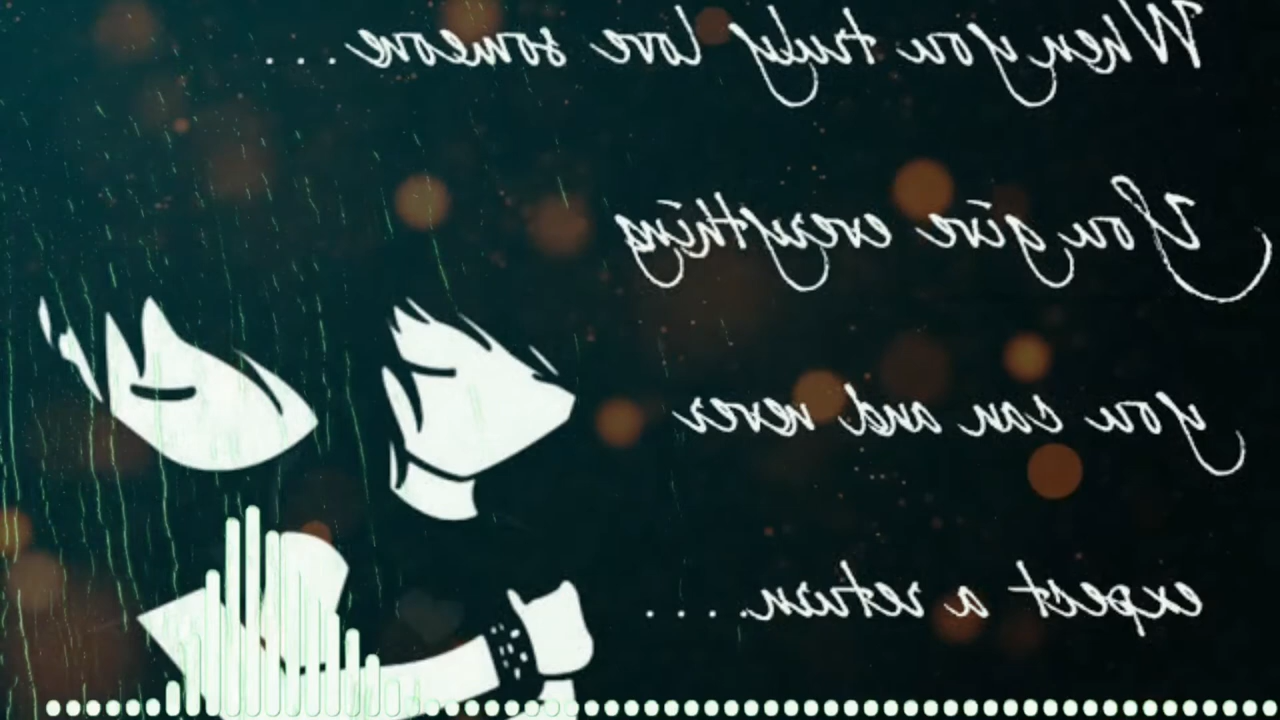 When you truly love someone...
You give everything
you can and never
expect a return....